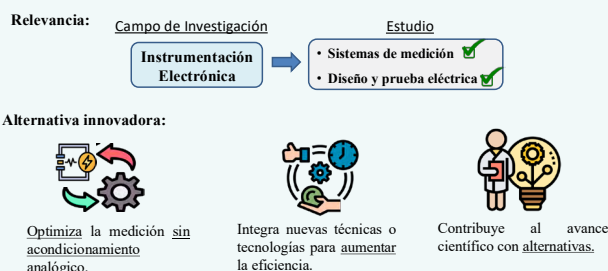 Relevancia:
Campo de Investigación
Estudio
Instrumentación
Electrónica
• Sistemas de medición
• Diseño y prueba eléctrica
Alternativa innovadora:
Optimiza la medición sin
acondicionamiento
analógico.
Integra nuevas técnicas o
tecnologías para aumentar
la eficiencia.
Contribuye al avance
científico con alternativas.